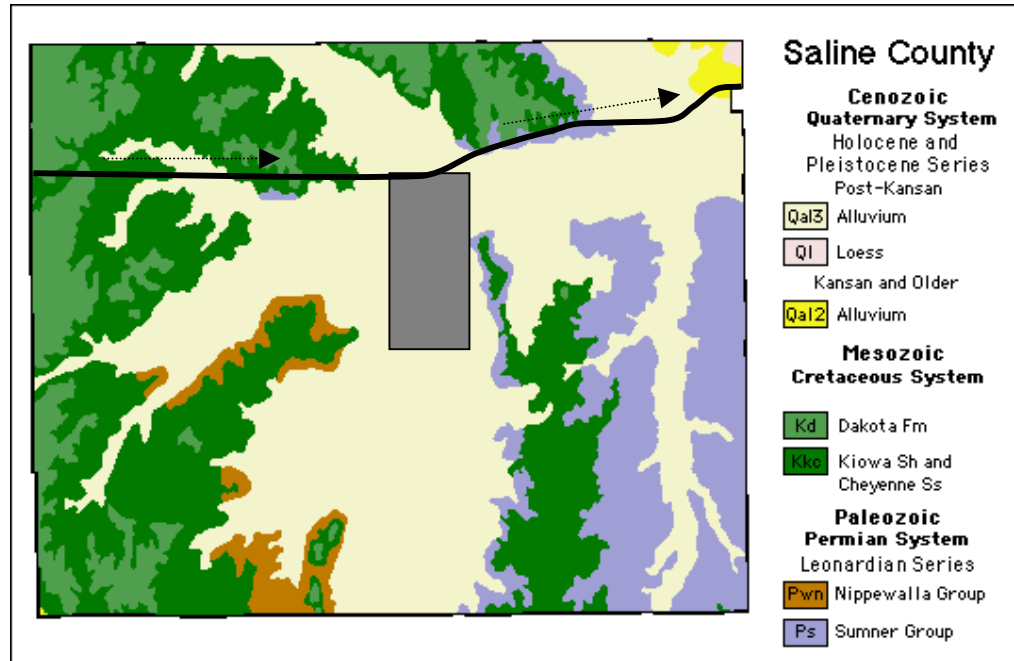 Saline County
Cenozoic
Quaternary System
Holocene and
Pleistocene Series
Post-Kansan
Qal3 Alluvium
Ql Loess
Kansan and Older
Qal2 Alluvium
Mesozoic
Cretaceous System
Kd Dakota Fm
Kkc Kiowa Sh and
Cheyenne Ss
Paleozoic
Permian System
Leonardian Series
Pwn Nippewalla Group
Ps Sumner Group